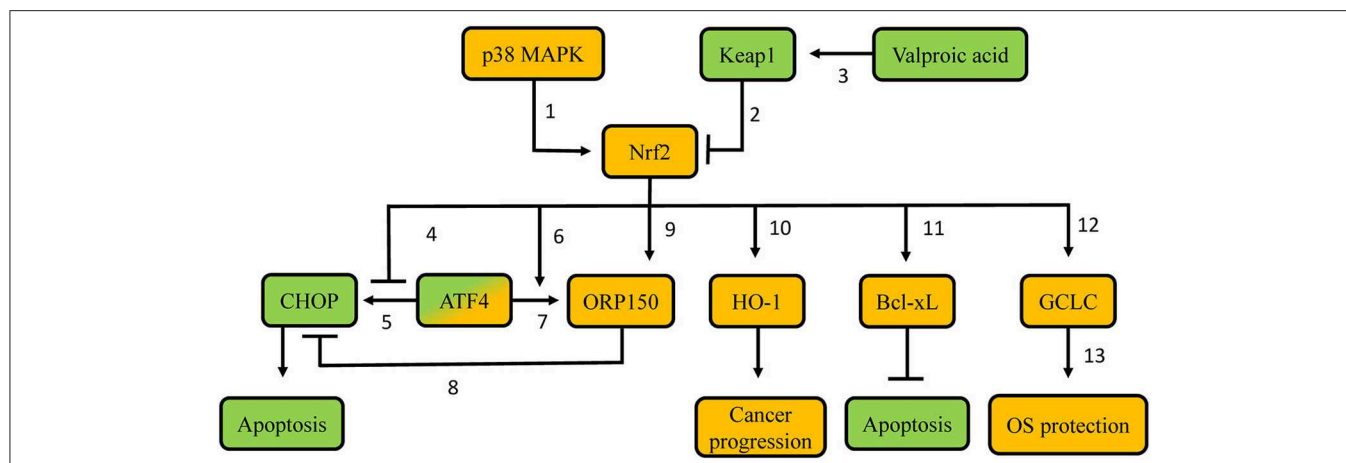 p38 MAPK
Keap1
Valproic acid
3
1
2
Nrf2
4
6
9
10
11
12
CHOP
ATF4
ORP150
HO-1
Bcl-xL
GCLC
5
7
13
8
Apoptosis
Cancer
progression
Apoptosis
OS protection